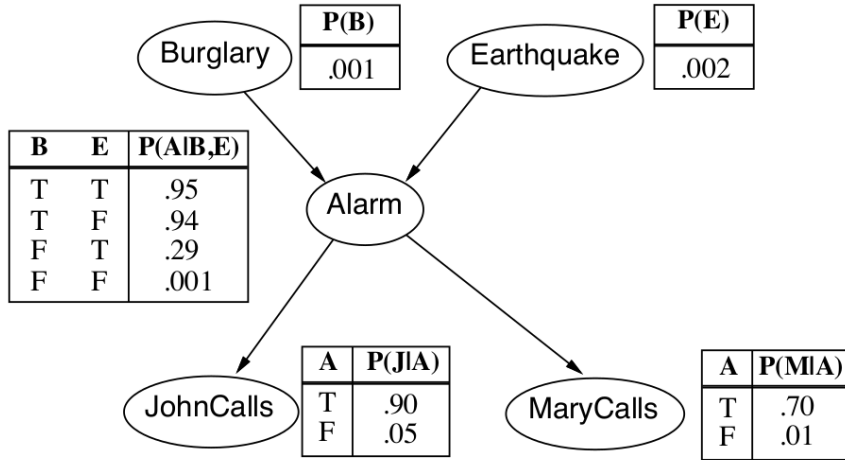 Burglary
P(B)
.001
Earthquake
P(E)
.002
B E P(A|B,E)
T T .95
T F .94
F T .29
F F .001
Alarm
JohnCalls
A P(J|A)
T .90
F .05
MaryCalls
A P(M|A)
T .70
F .01